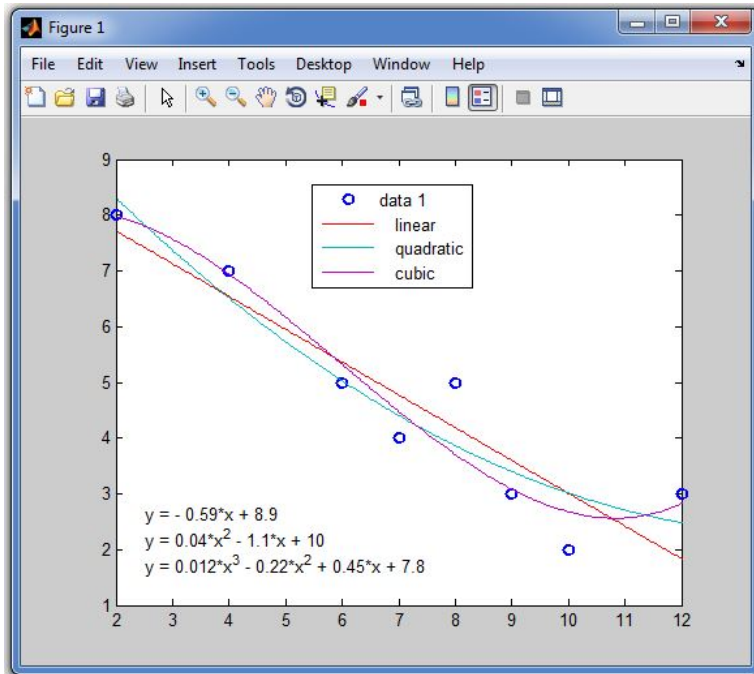 Figure 1
File Edit View Insert Tools Desktop Window Help
9
8
7
6
5
4
3
2
1
data 1
linear
quadratic
cubic
y = - 0.59*x + 8.9
y = 0.04*x² - 1.1*x + 10
y = 0.012*x³ - 0.22*x² + 0.45*x + 7.8
2 3 4 5 6 7 8 9 10 11 12